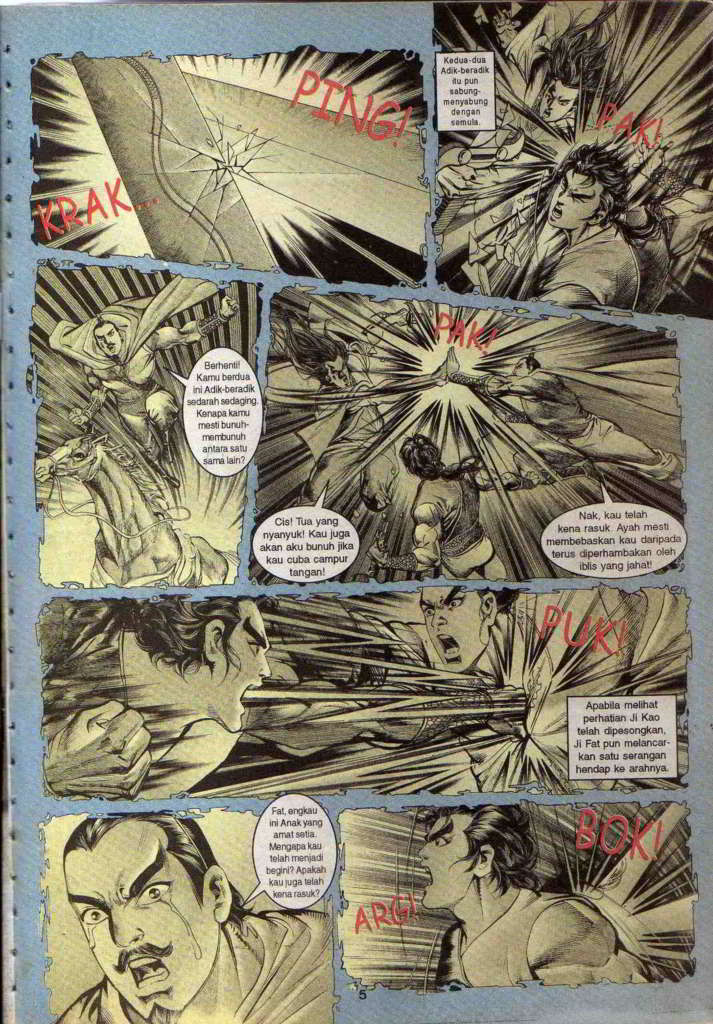 PING!
KRAK...
Kedua-dua
Adik-beradik
itu pun
sabung-
menyabung
dengan
semula.
PAK!
Berhenti!
Kamu berdua
ini Adik-beradik
sedarah sedaging.
Kenapa kamu
mesti bunuh-
membunuh
antara satu
sama lain?
PAK!
Cis! Tua yang
nyanyuk! Kau juga
akan aku bunuh jika
kau cuba campur
tangan!
Nak, kau telah
kena rasuk. Ayah mesti
membebaskan kau daripada
terus diperhambakan oleh
iblis yang jahat!
PUK!
Apabila melihat
perhatian Ji Kao
telah dipesongkan,
Ji Fat pun melancar-
kan satu serangan
hendap ke arahnya.
Fat, engkau
ini Anak yang
amat setia.
Mengapa kau
telah menjadi
begini? Apakah
kau juga telah
kena rasuk?
BOK!
ARG!
5